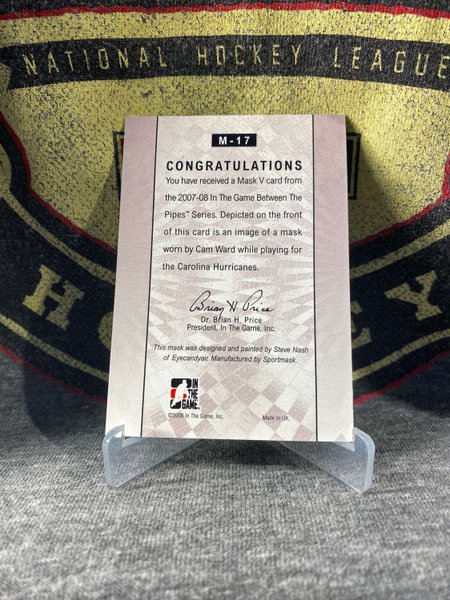 NATIONAL HOCKEY LEAGUE
M-17
CONGRATULATIONS
You have received a Mask V card from
the 2007-08 In The Game Between The
Pipes™ Series. Depicted on the front
of this card is an image of a mask
worn by Cam Ward while playing for
the Carolina Hurricanes.
Brian H Price
Dr. Brian H. Price
President, In The Game, Inc.
This mask was designed and painted by Steve Nash
of Eyecandyair. Manufactured by Sportmask.
IN
THE
GAME
©2008 In The Game, Inc.
Made in UK.
HO EY